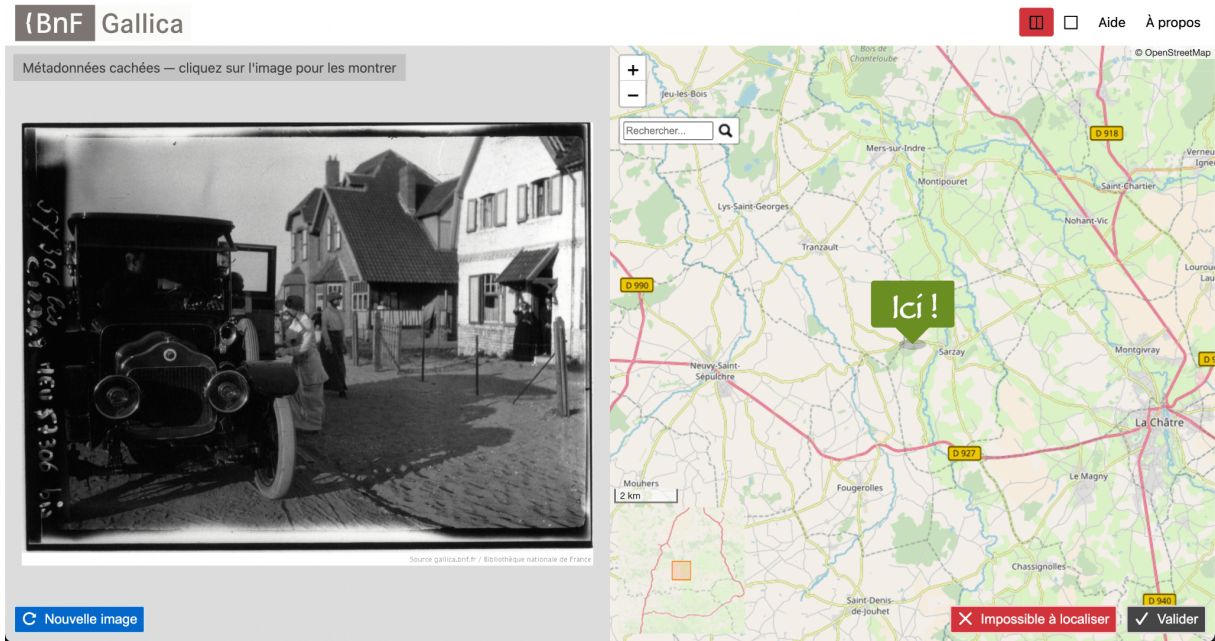 {BnF Gallica
Aide
À propos
Métadonnées cachées — cliquez sur l'image pour les montrer
Source gallica.bnf.fr / Bibliothèque nationale de France
Nouvelle image
© OpenStreetMap
+
−
Rechercher...
Bois de
Chanteloube
Jeu-les-Bois
D 918
Mers-sur-Indre
Verneu
Igner
Montipouret
Saint-Chartier
Lys-Saint-Georges
Nohant-Vic
Tranzault
D 990
Ici !
Sarzay
Montgivray
Neuvy-Saint-
Sépulchre
La Châtre
D 927
Le Magny
Mouhers
2 km
Fougerolles
Chassignolles
Saint-Denis-
de-Jouhet
D 940
Impossible à localiser
Valider